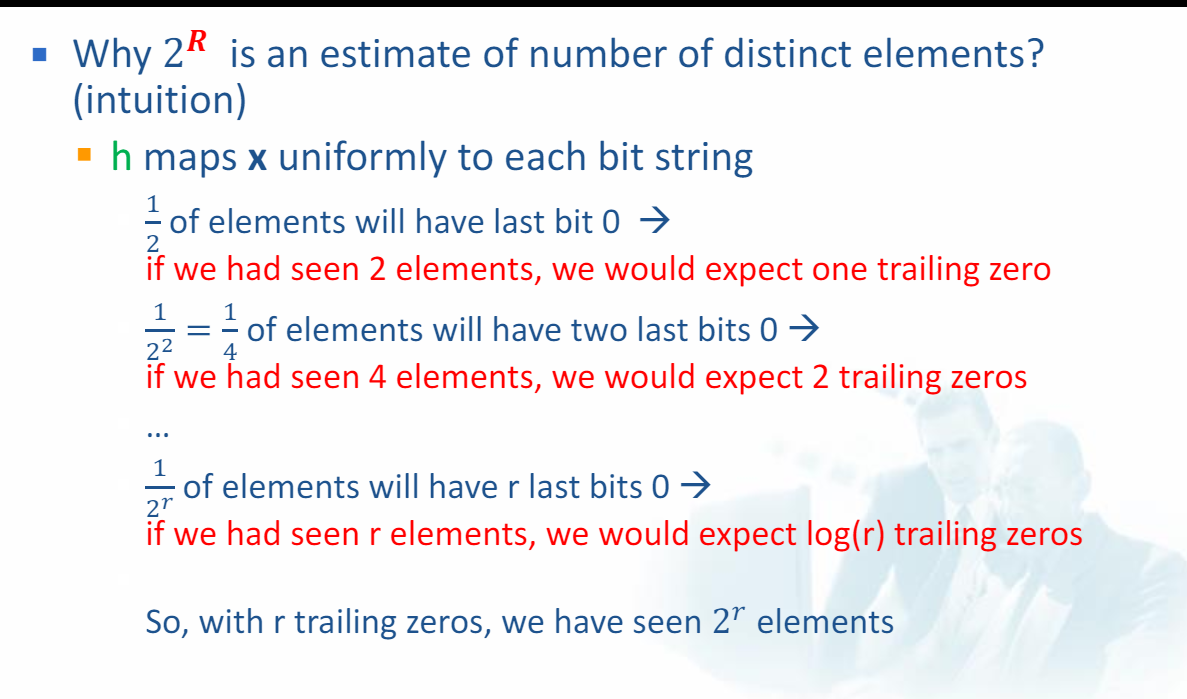 Why 2^R is an estimate of number of distinct elements?
(intuition)
h maps x uniformly to each bit string
1/2 of elements will have last bit 0 →
if we had seen 2 elements, we would expect one trailing zero
1/2² = 1/4 of elements will have two last bits 0 →
if we had seen 4 elements, we would expect 2 trailing zeros
...
1/2^r of elements will have r last bits 0 →
if we had seen r elements, we would expect log(r) trailing zeros
So, with r trailing zeros, we have seen 2^r elements